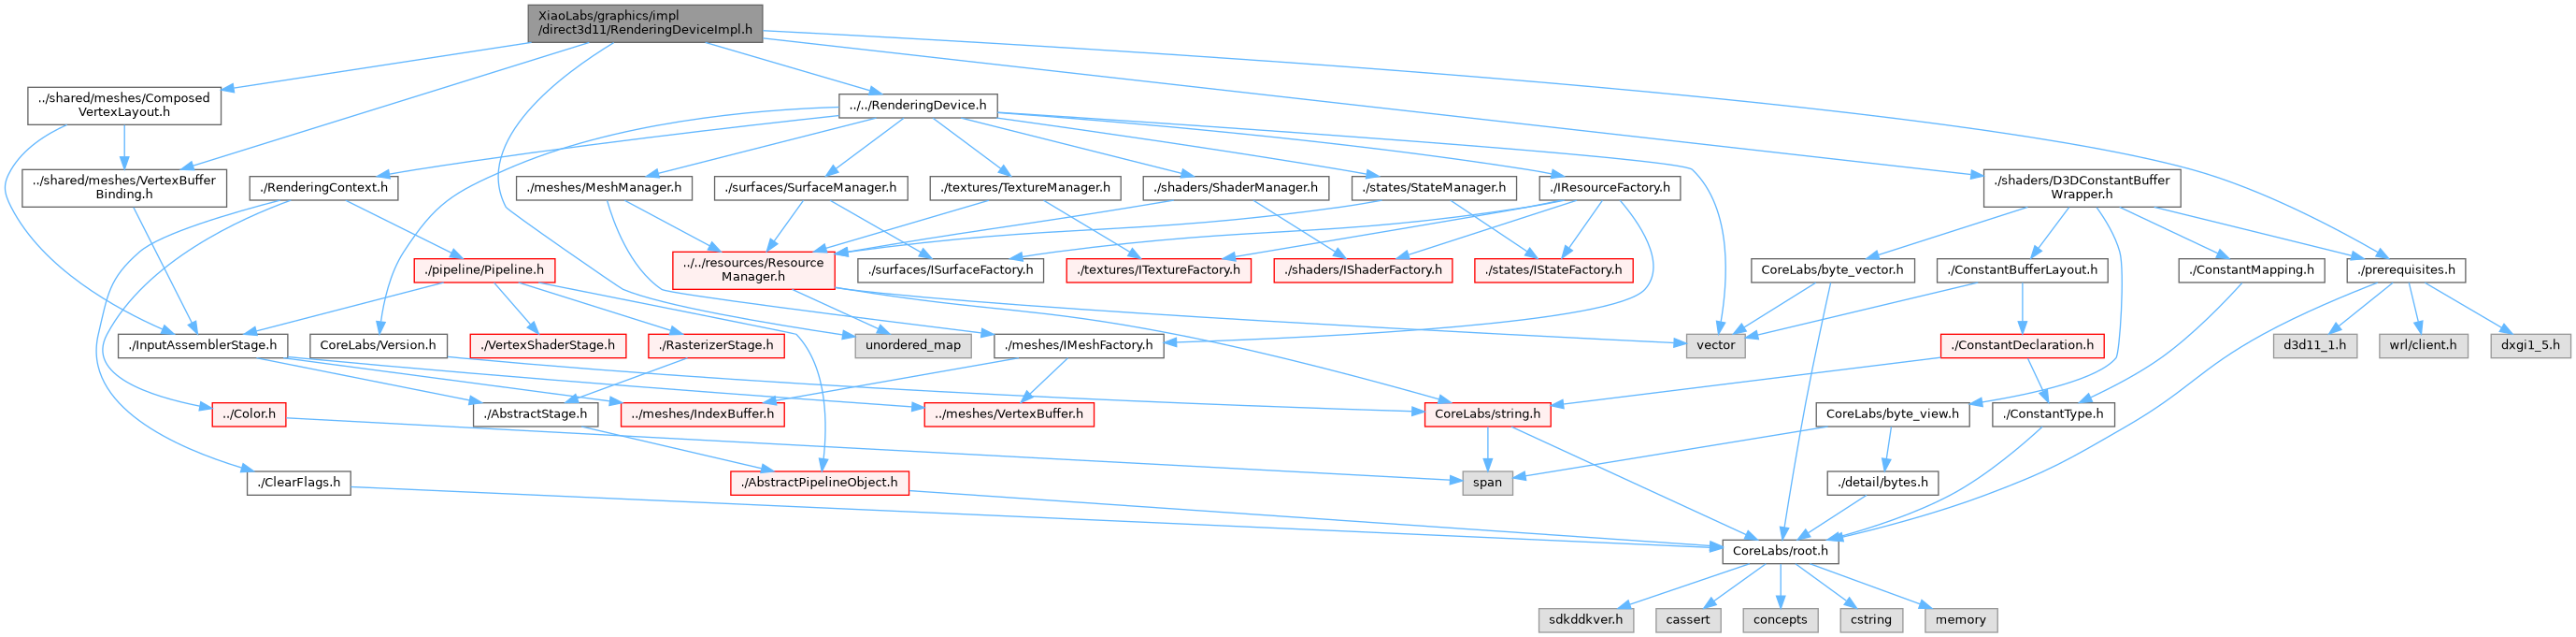 XiaoLabs/graphics/impl
/direct3d11/RenderingDeviceImpl.h
../shared/meshes/Composed
VertexLayout.h
../../RenderingDevice.h
../shared/meshes/VertexBuffer
Binding.h
./RenderingContext.h
./meshes/MeshManager.h
./surfaces/SurfaceManager.h
./textures/TextureManager.h
./shaders/ShaderManager.h
./states/StateManager.h
./IResourceFactory.h
./shaders/D3DConstantBuffer
Wrapper.h
./pipeline/Pipeline.h
../../resources/Resource
Manager.h
./surfaces/ISurfaceFactory.h
./textures/ITextureFactory.h
./shaders/IShaderFactory.h
./states/IStateFactory.h
CoreLabs/byte_vector.h
./ConstantBufferLayout.h
./ConstantMapping.h
./prerequisites.h
./InputAssemblerStage.h
CoreLabs/Version.h
./VertexShaderStage.h
./RasterizerStage.h
unordered_map
./meshes/IMeshFactory.h
vector
./ConstantDeclaration.h
d3d11_1.h
wrl/client.h
dxgi1_5.h
../Color.h
./AbstractStage.h
../meshes/IndexBuffer.h
../meshes/VertexBuffer.h
CoreLabs/string.h
CoreLabs/byte_view.h
./ConstantType.h
./ClearFlags.h
./AbstractPipelineObject.h
span
./detail/bytes.h
CoreLabs/root.h
sdkddkver.h
cassert
concepts
cstring
memory